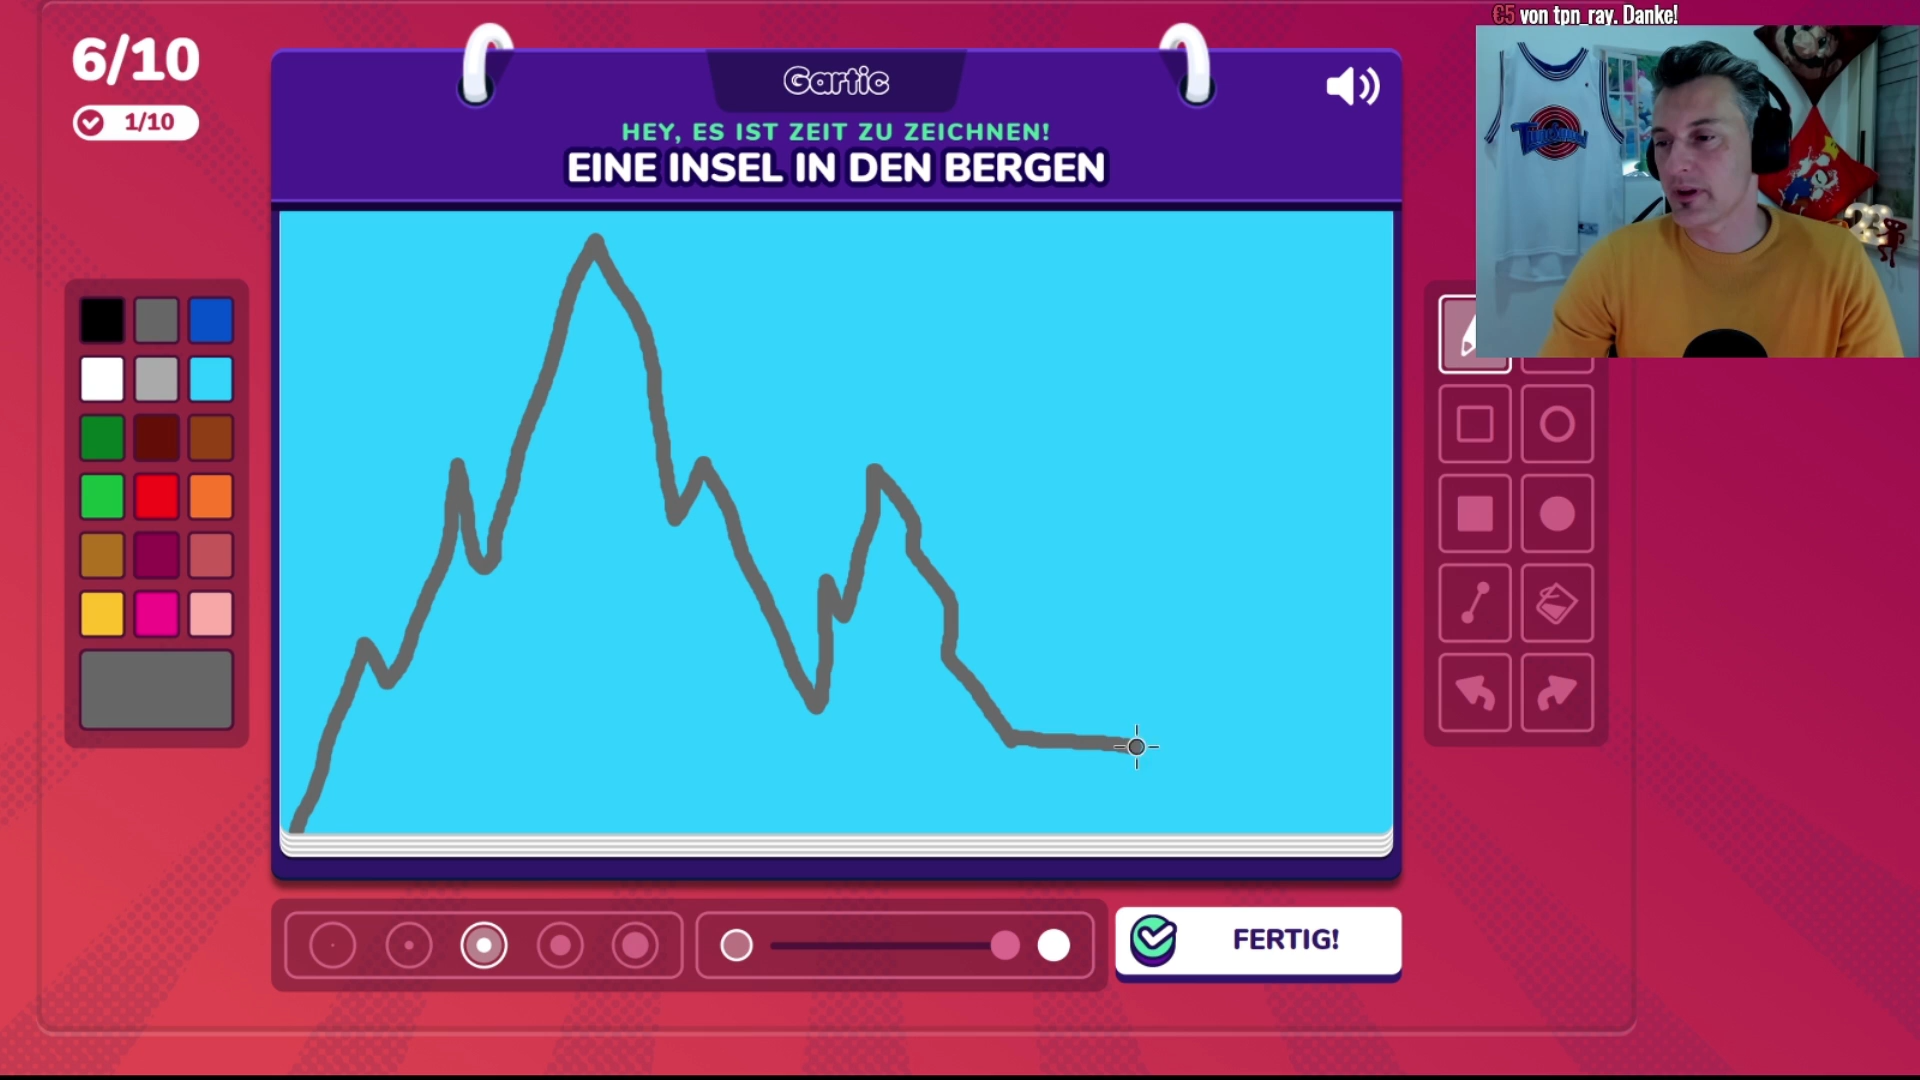 €5 von tpn_ray. Danke!
6/10
1/10
Gartic
HEY, ES IST ZEIT ZU ZEICHNEN!
EINE INSEL IN DEN BERGEN
FERTIG!